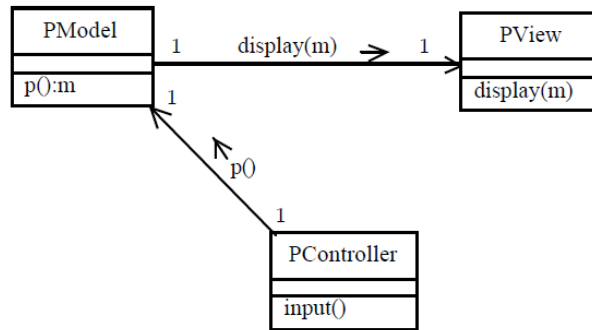 PModel
p():m
1
display(m)
1
PView
display(m)
1
p()
1
PController
input()